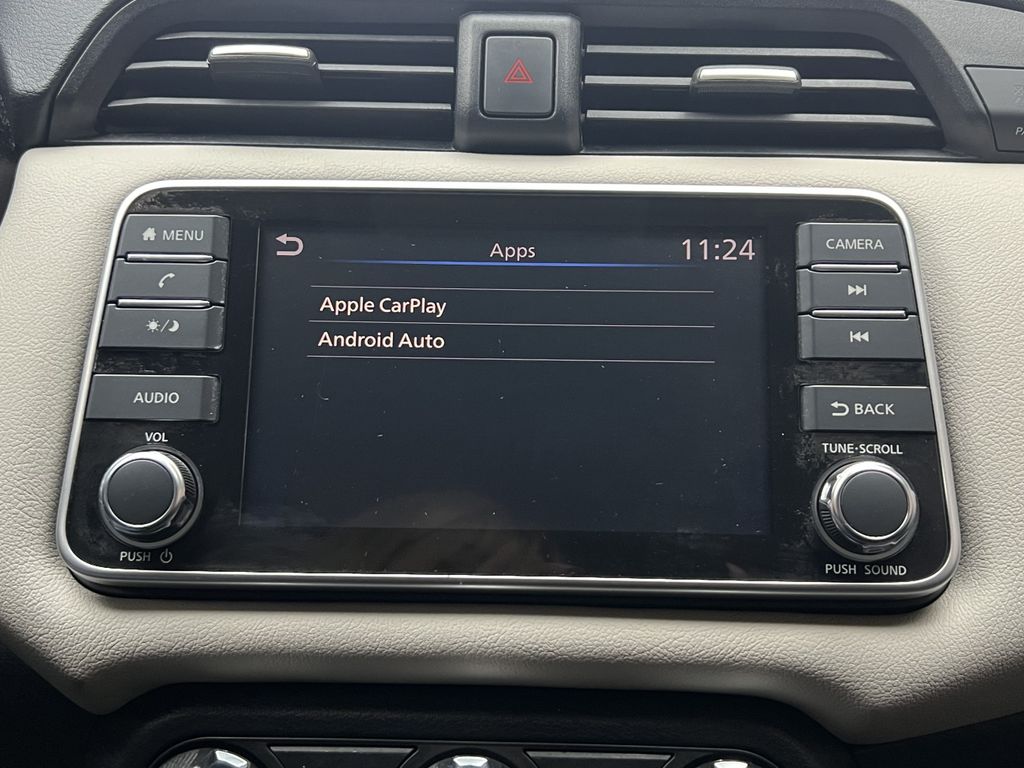 MENU
AUDIO
VOL
PUSH
Apps
11:24
Apple CarPlay
Android Auto
CAMERA
BACK
TUNE·SCROLL
PUSH SOUND